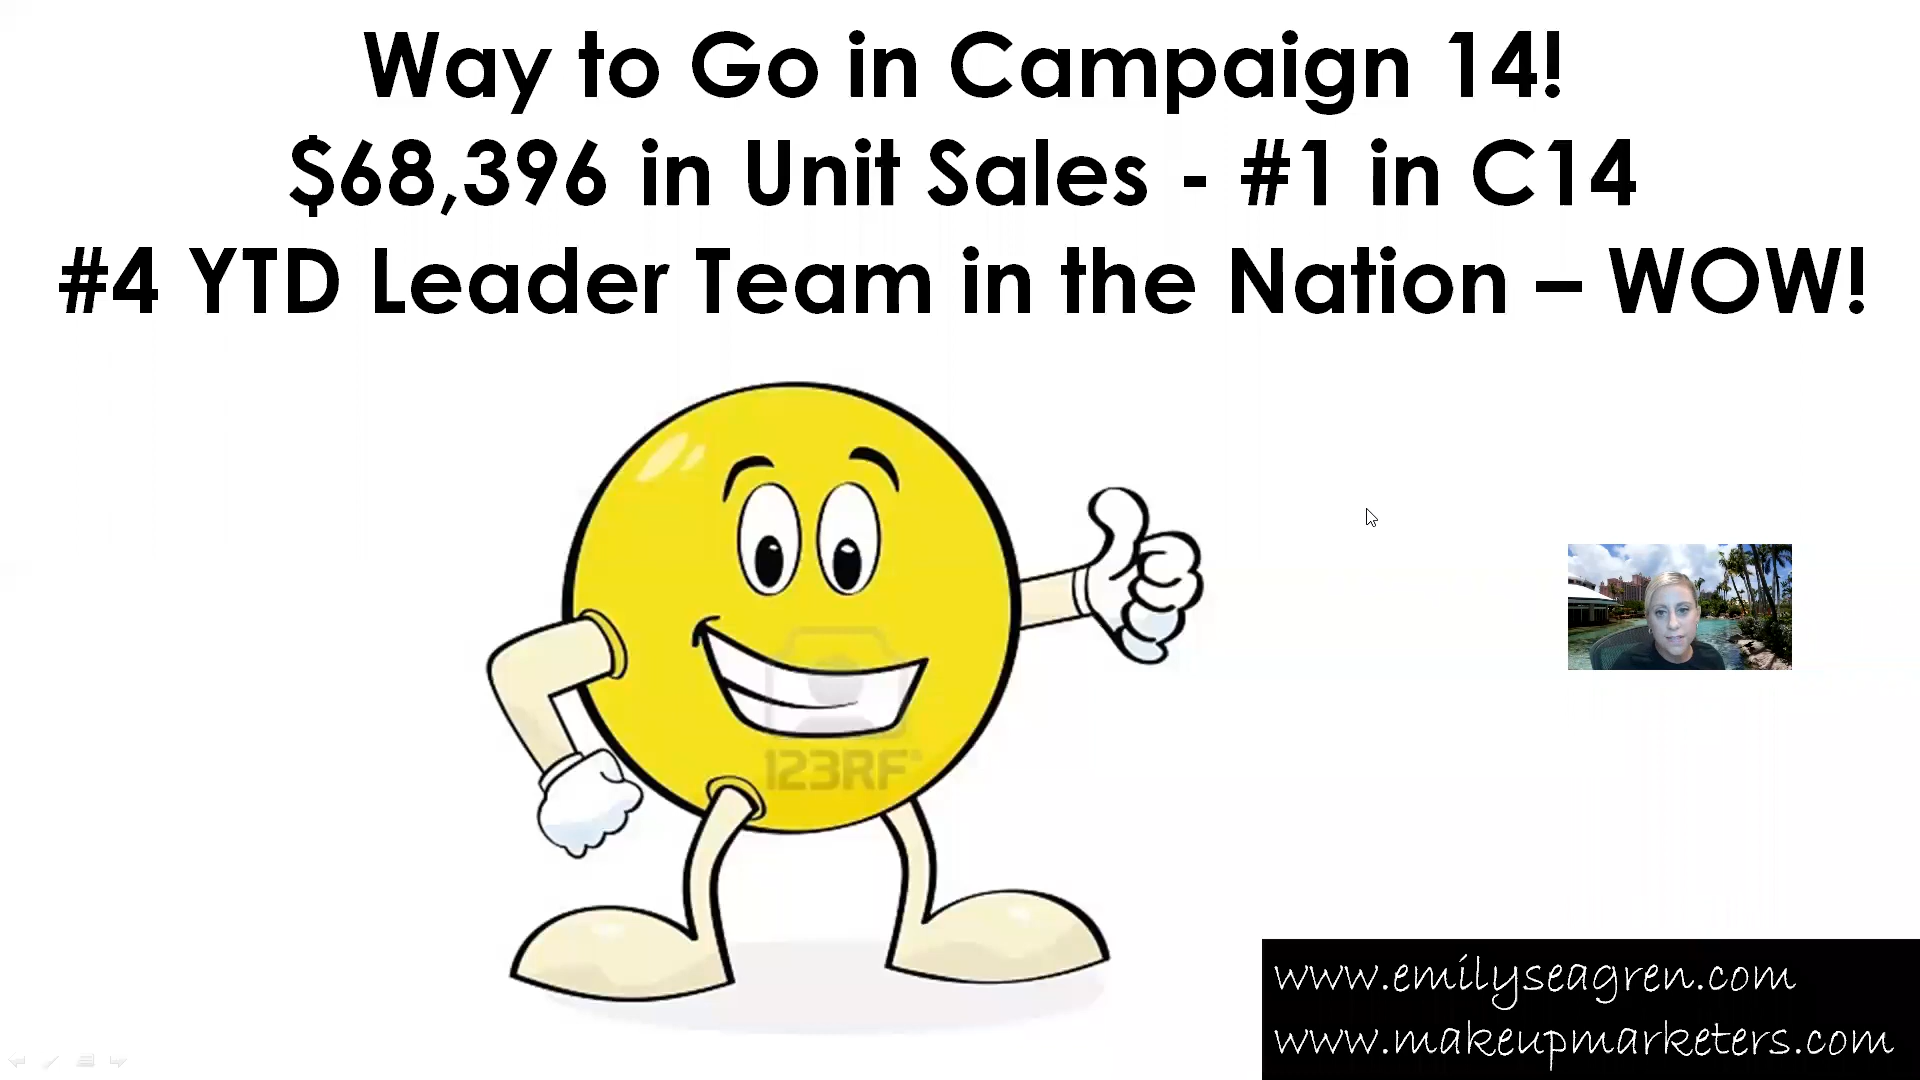 Way to Go in Campaign 14!
$68,396 in Unit Sales - #1 in C14
#4 YTD Leader Team in the Nation – WOW!
123RF®
www.emilyseagren.com
www.makeupmarketers.com